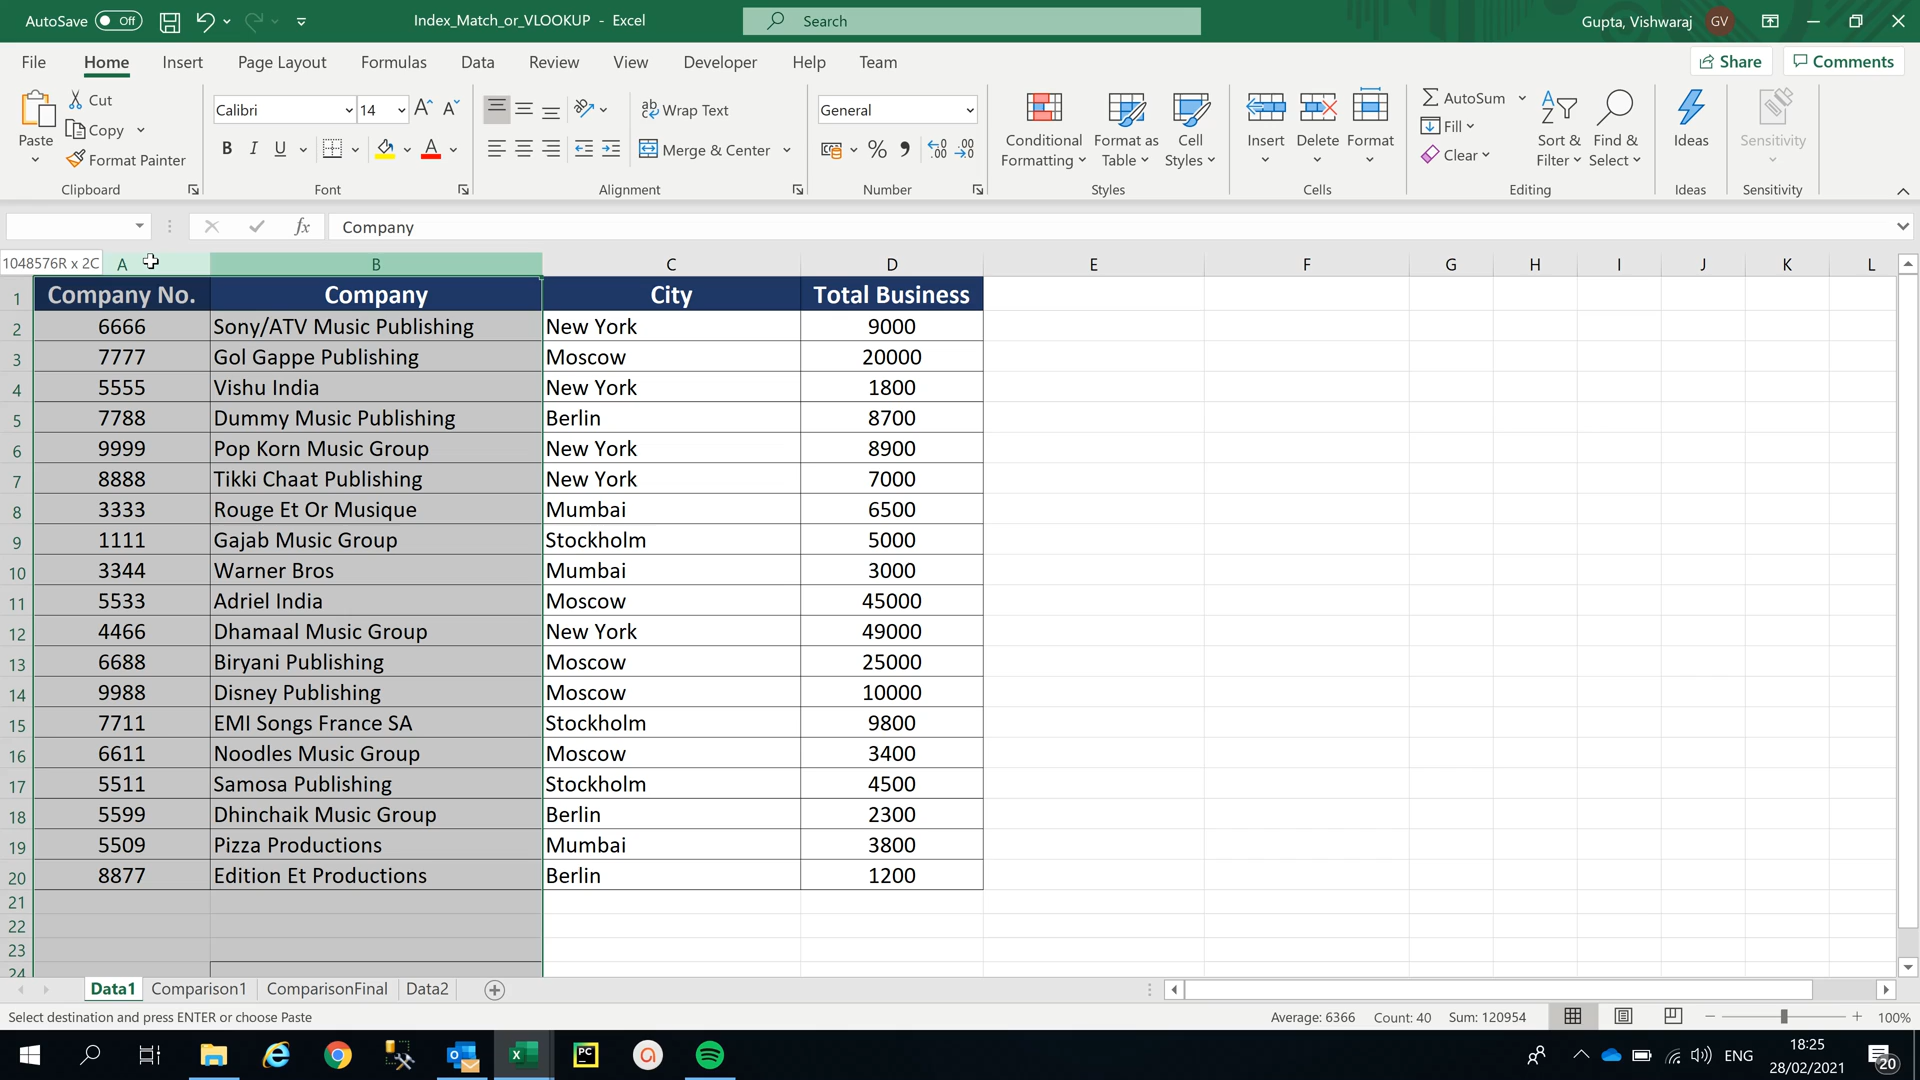 AutoSave Off Index_Match_or_VLOOKUP - Excel Search Gupta, Vishwaraj GV
File Home Insert Page Layout Formulas Data Review View Developer Help Team Share Comments
Paste Cut Copy Format Painter Clipboard
Calibri 14 B I U A Font
ab Wrap Text Merge & Center Alignment
General % Number
Conditional Formatting Format as Table Cell Styles Styles
Insert Delete Format Cells
AutoSum Fill Clear Sort & Filter Find & Select Editing
Ideas Ideas
Sensitivity Sensitivity
fx Company
1048576R x 2C A B C D E F G H I J K L
1 Company No. Company City Total Business
2 6666 Sony/ATV Music Publishing New York 9000
3 7777 Gol Gappe Publishing Moscow 20000
4 5555 Vishu India New York 1800
5 7788 Dummy Music Publishing Berlin 8700
6 9999 Pop Korn Music Group New York 8900
7 8888 Tikki Chaat Publishing New York 7000
8 3333 Rouge Et Or Musique Mumbai 6500
9 1111 Gajab Music Group Stockholm 5000
10 3344 Warner Bros Mumbai 3000
11 5533 Adriel India Moscow 45000
12 4466 Dhamaal Music Group New York 49000
13 6688 Biryani Publishing Moscow 25000
14 9988 Disney Publishing Moscow 10000
15 7711 EMI Songs France SA Stockholm 9800
16 6611 Noodles Music Group Moscow 3400
17 5511 Samosa Publishing Stockholm 4500
18 5599 Dhinchaik Music Group Berlin 2300
19 5509 Pizza Productions Mumbai 3800
20 8877 Edition Et Productions Berlin 1200
21
22
23
24
Data1 Comparison1 ComparisonFinal Data2
Select destination and press ENTER or choose Paste Average: 6366 Count: 40 Sum: 120954 100%
PC ENG 18:25
28/02/2021 20